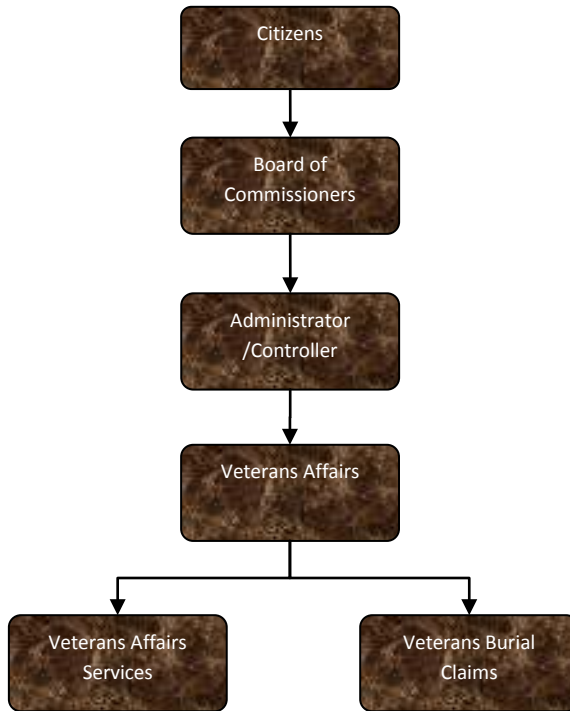 Citizens
Board of
Commissioners
Administrator
/Controller
Veterans Affairs
Veterans Affairs
Services
Veterans Burial
Claims